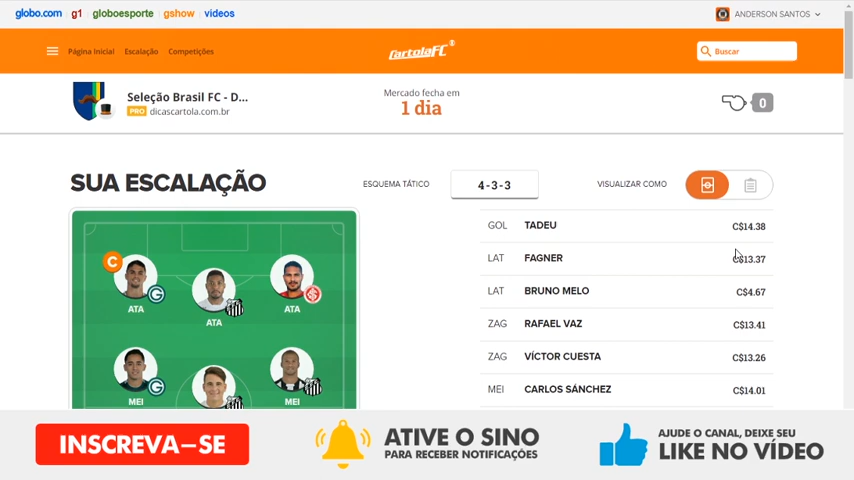 globo.com g1 globoesporte gshow videos
ANDERSON SANTOS
Página Inicial Escalação Competições
CartolaFC®
Buscar
Seleção Brasil FC - D...
PRO dicascartola.com.br
Mercado fecha em
1 dia
0
SUA ESCALAÇÃO
ESQUEMA TÁTICO
4-3-3
VISUALIZAR COMO
GOL TADEU C$14.38
LAT FAGNER C$13.37
LAT BRUNO MELO C$4.67
ZAG RAFAEL VAZ C$13.41
ZAG VÍCTOR CUESTA C$13.26
MEI CARLOS SÁNCHEZ C$14.01
C
ATA
ATA
ATA
MEI
MEI
INSCREVA-SE
ATIVE O SINO
PARA RECEBER NOTIFICAÇÕES
AJUDE O CANAL, DEIXE SEU
LIKE NO VÍDEO